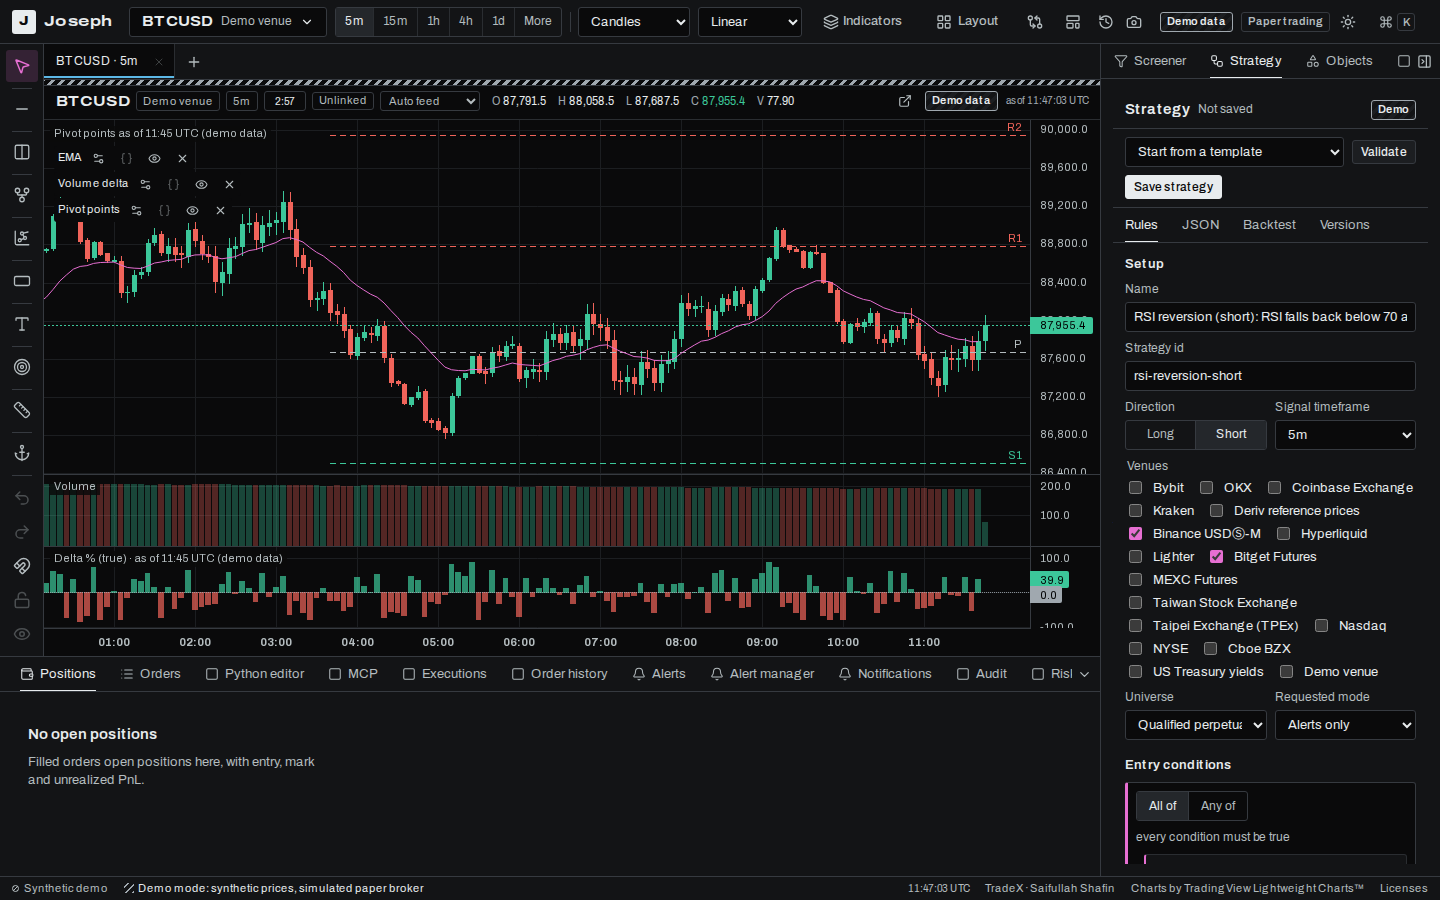 J Joseph BTCUSD Demo venue 5m 15m 1h 4h 1d More Candles Linear Indicators Layout Demo data Paper trading ⌘ K
BTCUSD · 5m × +
Screener Strategy Objects
BTCUSD Demo venue 5m 2:57 Unlinked Auto feed O 87,791.5 H 88,058.5 L 87,687.5 C 87,955.4 V 77.90 Demo data as of 11:47:03 UTC
Pivot points as of 11:45 UTC (demo data)
EMA { }
Volume delta { }
Pivot points { }
R2
R1
P
S1
90,000.0
89,600.0
89,200.0
88,800.0
88,400.0
87,955.4
87,600.0
87,200.0
86,800.0
86,400.0
Volume
200.0
100.0
Delta % (true) · as of 11:45 UTC (demo data)
100.0
39.9
0.0
-100.0
01:00 02:00 03:00 04:00 05:00 06:00 07:00 08:00 09:00 10:00 11:00
Positions Orders Python editor MCP Executions Order history Alerts Alert manager Notifications Audit Risl
No open positions
Filled orders open positions here, with entry, mark
and unrealized PnL.
Strategy Not saved Demo
Start from a template Validate
Save strategy
Rules JSON Backtest Versions
Setup
Name
RSI reversion (short): RSI falls back below 70 a
Strategy id
rsi-reversion-short
Direction Signal timeframe
Long Short 5m
Venues
Bybit OKX Coinbase Exchange
Kraken Deriv reference prices
Binance USDⓈ-M Hyperliquid
Lighter Bitget Futures
MEXC Futures
Taiwan Stock Exchange
Taipei Exchange (TPEx) Nasdaq
NYSE Cboe BZX
US Treasury yields Demo venue
Universe Requested mode
Qualified perpetua Alerts only
Entry conditions
All of Any of
every condition must be true
Synthetic demo Demo mode: synthetic prices, simulated paper broker 11:47:03 UTC TradeX · Saifullah Shafin Charts by TradingView Lightweight Charts™ Licenses